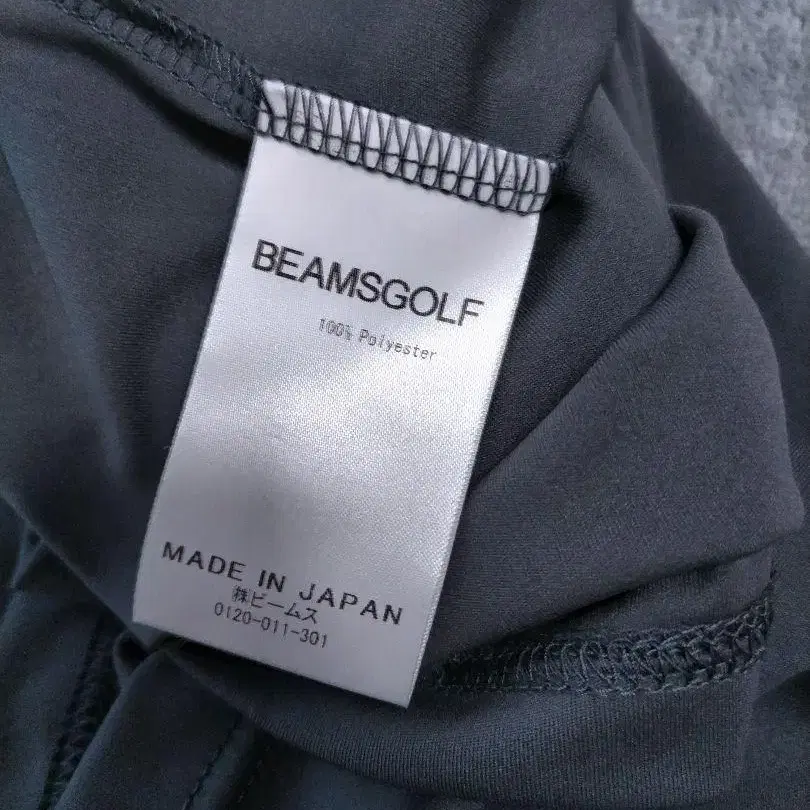 BEAMSGOLF
100% Polyester
MADE IN JAPAN
㈱ビームス
0120-011-301